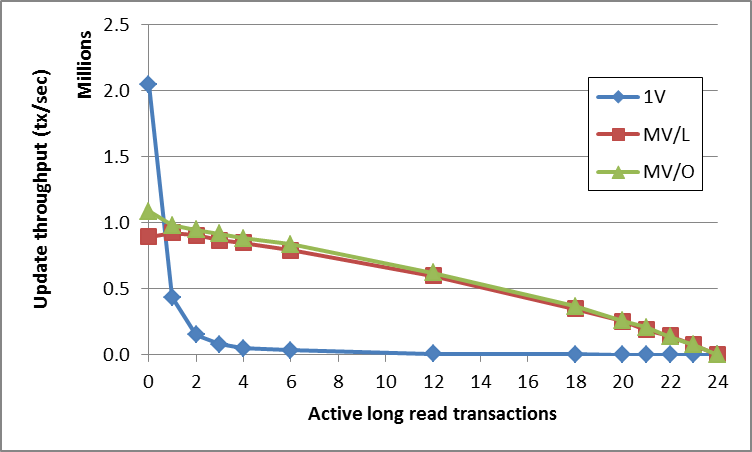 Update throughput (tx/sec)
Millions
2.5
2.0
1.5
1.0
0.5
0.0
0 2 4 6 8 10 12 14 16 18 20 22 24
Active long read transactions
1V
MV/L
MV/O